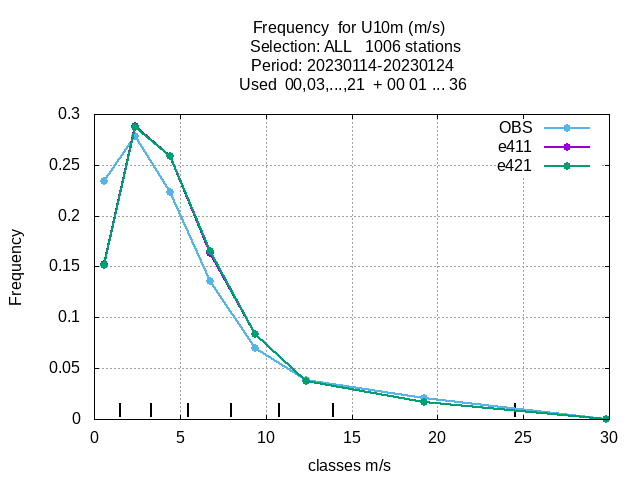 Frequency  for U10m (m/s)
Selection: ALL   1006 stations
Period: 20230114-20230124
Used  00,03,...,21  + 00 01 ... 36
0.3
0.25
0.2
0.15
0.1
0.05
0
Frequency
OBS
e411
e421
0 5 10 15 20 25 30
classes m/s